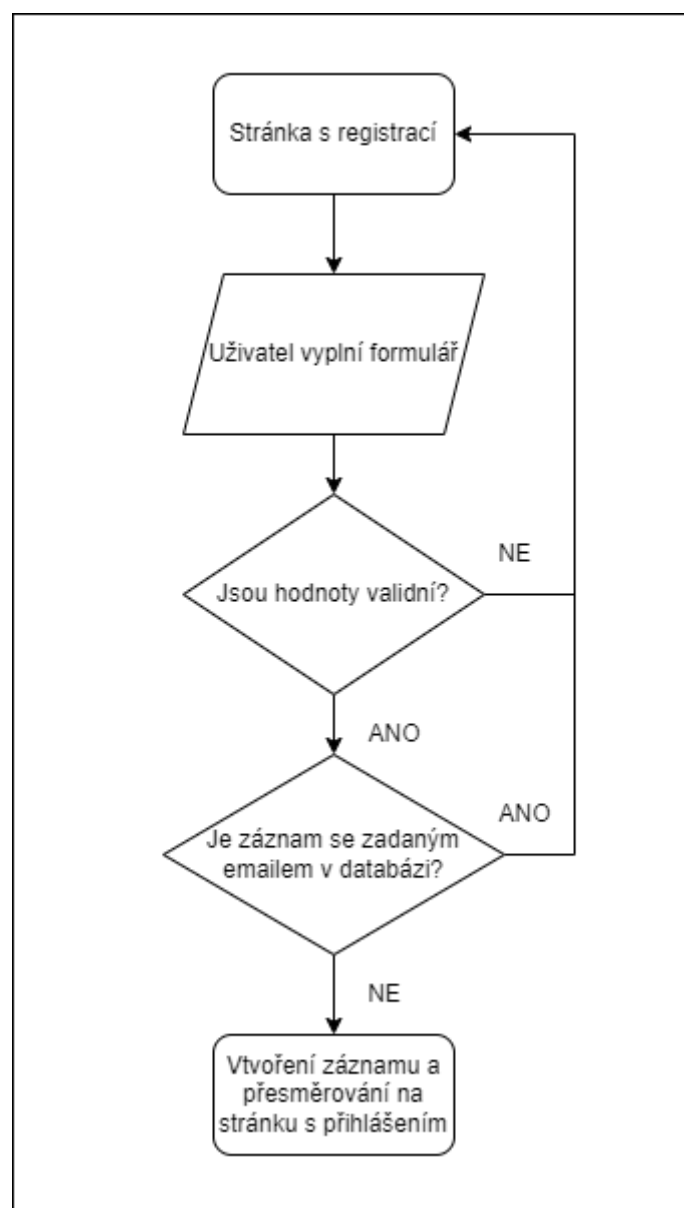 Stránka s registrací
Uživatel vyplní formulář
Jsou hodnoty validní?
NE
ANO
Je záznam se zadaným
emailem v databázi?
ANO
NE
Vtvoření záznamu a
přesměrování na
stránku s přihlášením